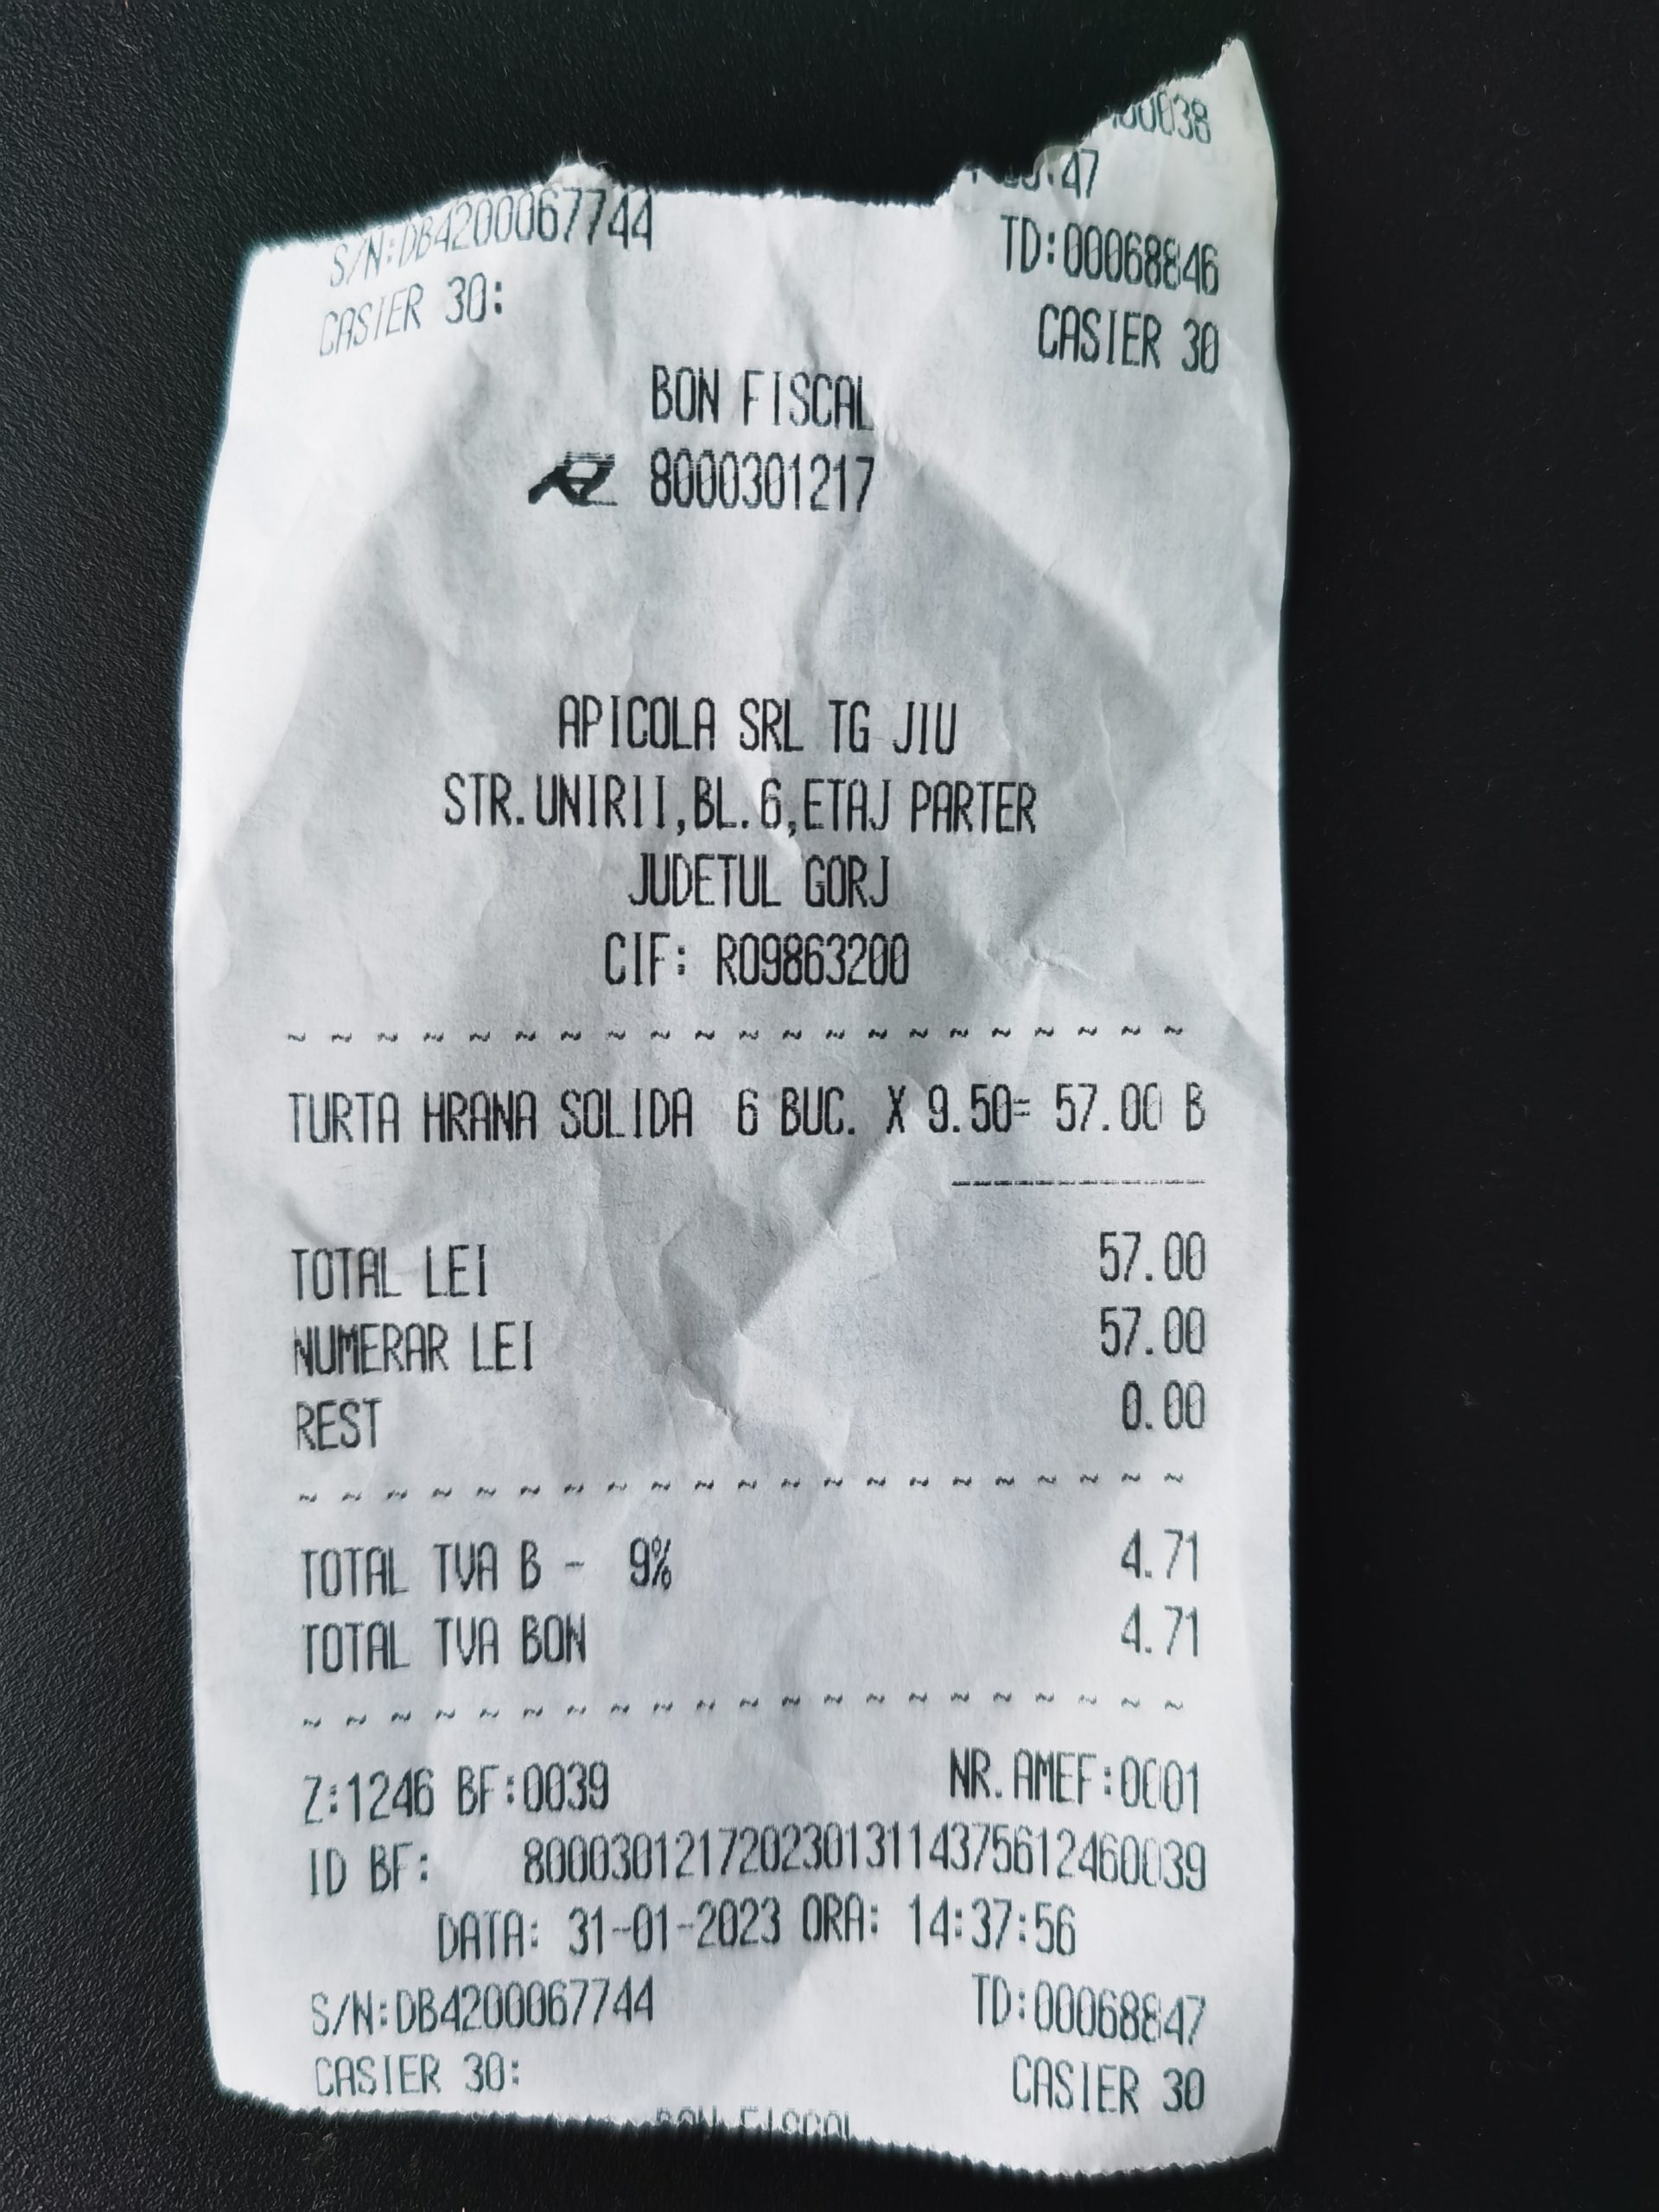 S/N:DB4200067744 TD:00068846
CASIER 30: CASIER 30
BON FISCAL
8000301217
APICOLA SRL TG JIU
STR.UNIRII,BL.6,ETAJ PARTER
JUDETUL GORJ
CIF: RO9863200
~ ~ ~ ~ ~ ~ ~ ~ ~ ~ ~ ~ ~ ~ ~ ~ ~ ~ ~ ~
TURTA HRANA SOLIDA 6 BUC. X 9.50= 57.00 B
------------
TOTAL LEI 57.00
NUMERAR LEI 57.00
REST 0.00
~ ~ ~ ~ ~ ~ ~ ~ ~ ~ ~ ~ ~ ~ ~ ~ ~ ~ ~ ~
TOTAL TVA B - 9% 4.71
TOTAL TVA BON 4.71
~ ~ ~ ~ ~ ~ ~ ~ ~ ~ ~ ~ ~ ~ ~ ~ ~ ~ ~ ~
Z:1246 BF:0039 NR.AMEF:0001
ID BF: 80003012172023013114375612460039
DATA: 31-01-2023 ORA: 14:37:56
S/N:DB4200067744 TD:00068847
CASIER 30: CASIER 30
BON FISCAL